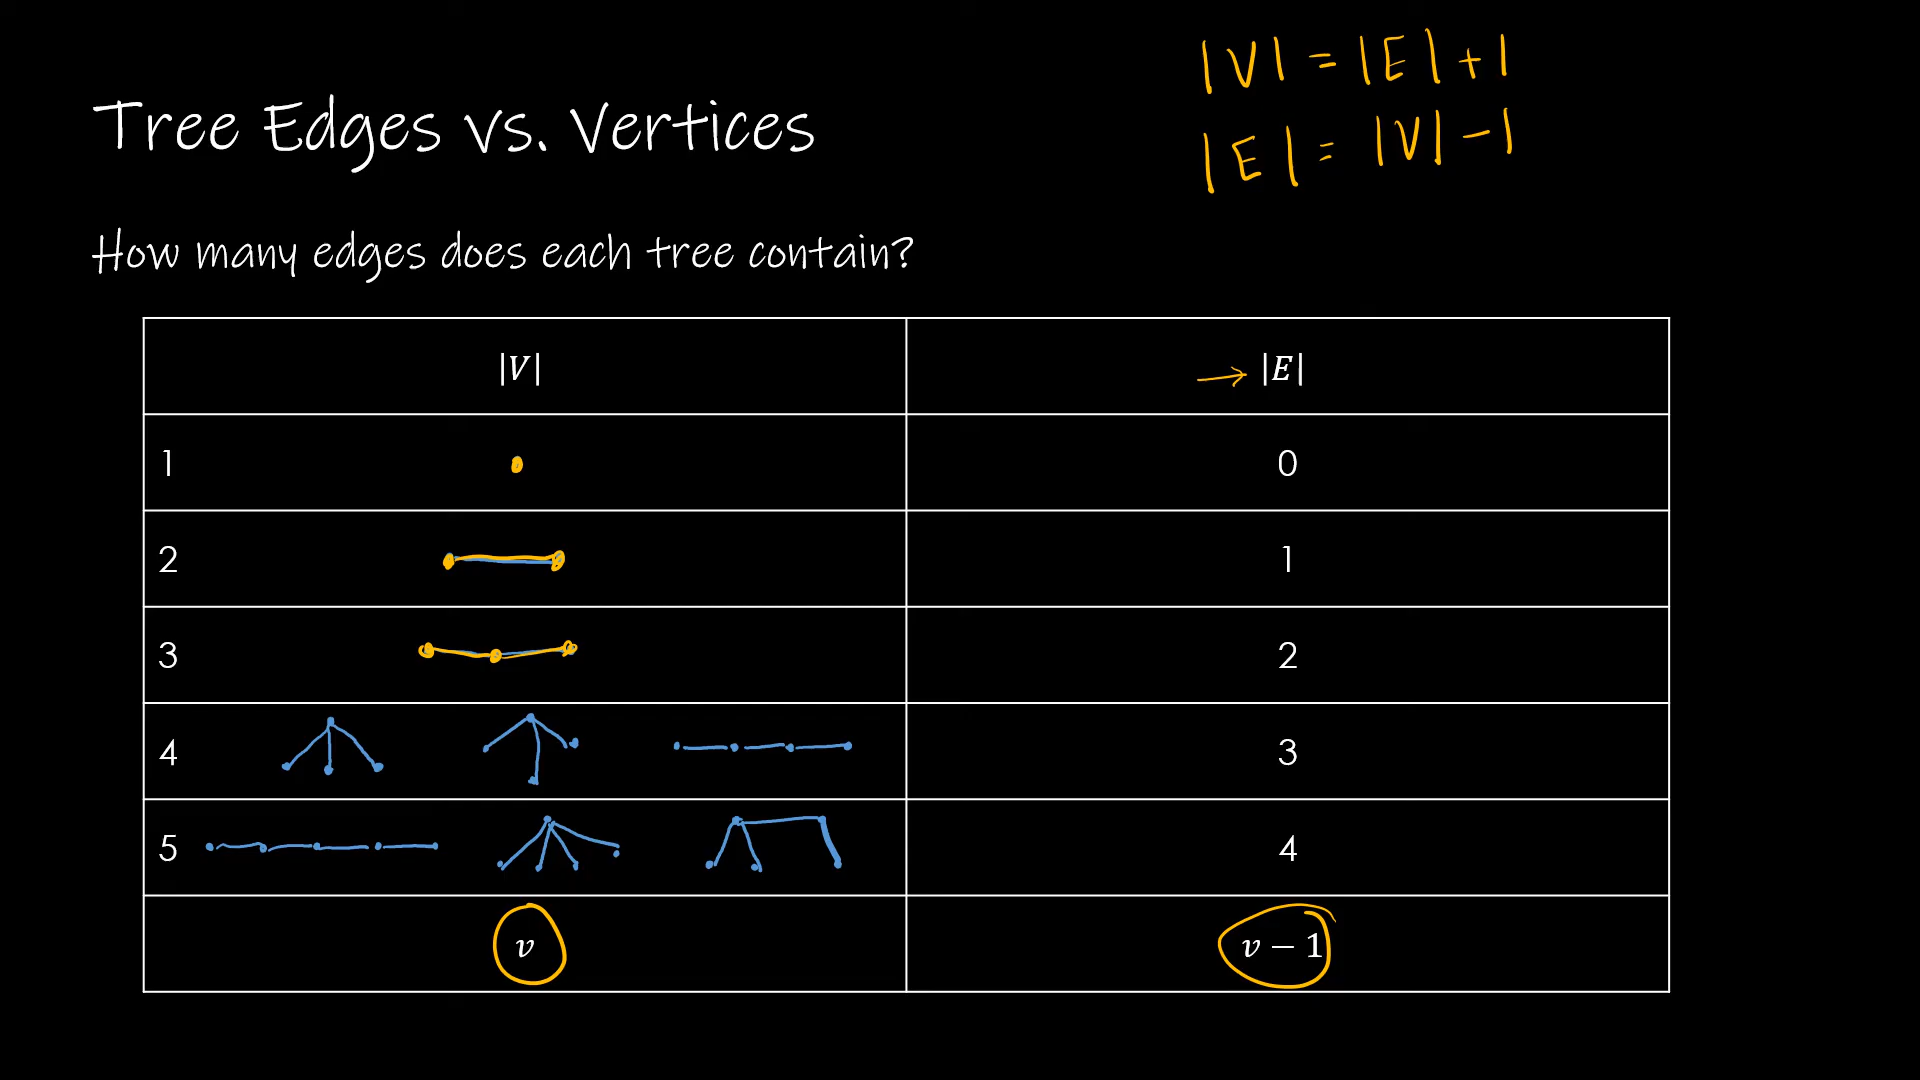 |V| = |E| + 1
Tree Edges vs. Vertices
|E| = |V| - 1
How many edges does each tree contain?
|V| → |E|
1 0
2 1
3 2
4 3
5 4
v v − 1